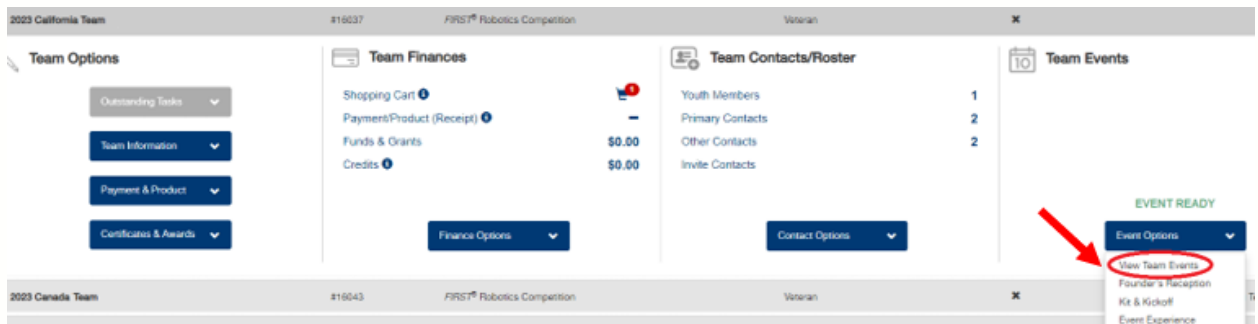 2023 California Team #16037 FIRST® Robotics Competition Veteran ×
Team Options
Outstanding Tasks
Team Information
Payment & Product
Certificates & Awards
Team Finances
Shopping Cart 1
Payment/Product (Receipt) –
Funds & Grants $0.00
Credits $0.00
Finance Options
Team Contacts/Roster
Youth Members 1
Primary Contacts 2
Other Contacts 2
Invite Contacts
Contact Options
10 Team Events
EVENT READY
Event Options
View Team Events
Founder's Reception
Kit & Kickoff
Event Experience
2023 Canada Team #16043 FIRST® Robotics Competition Veteran ×